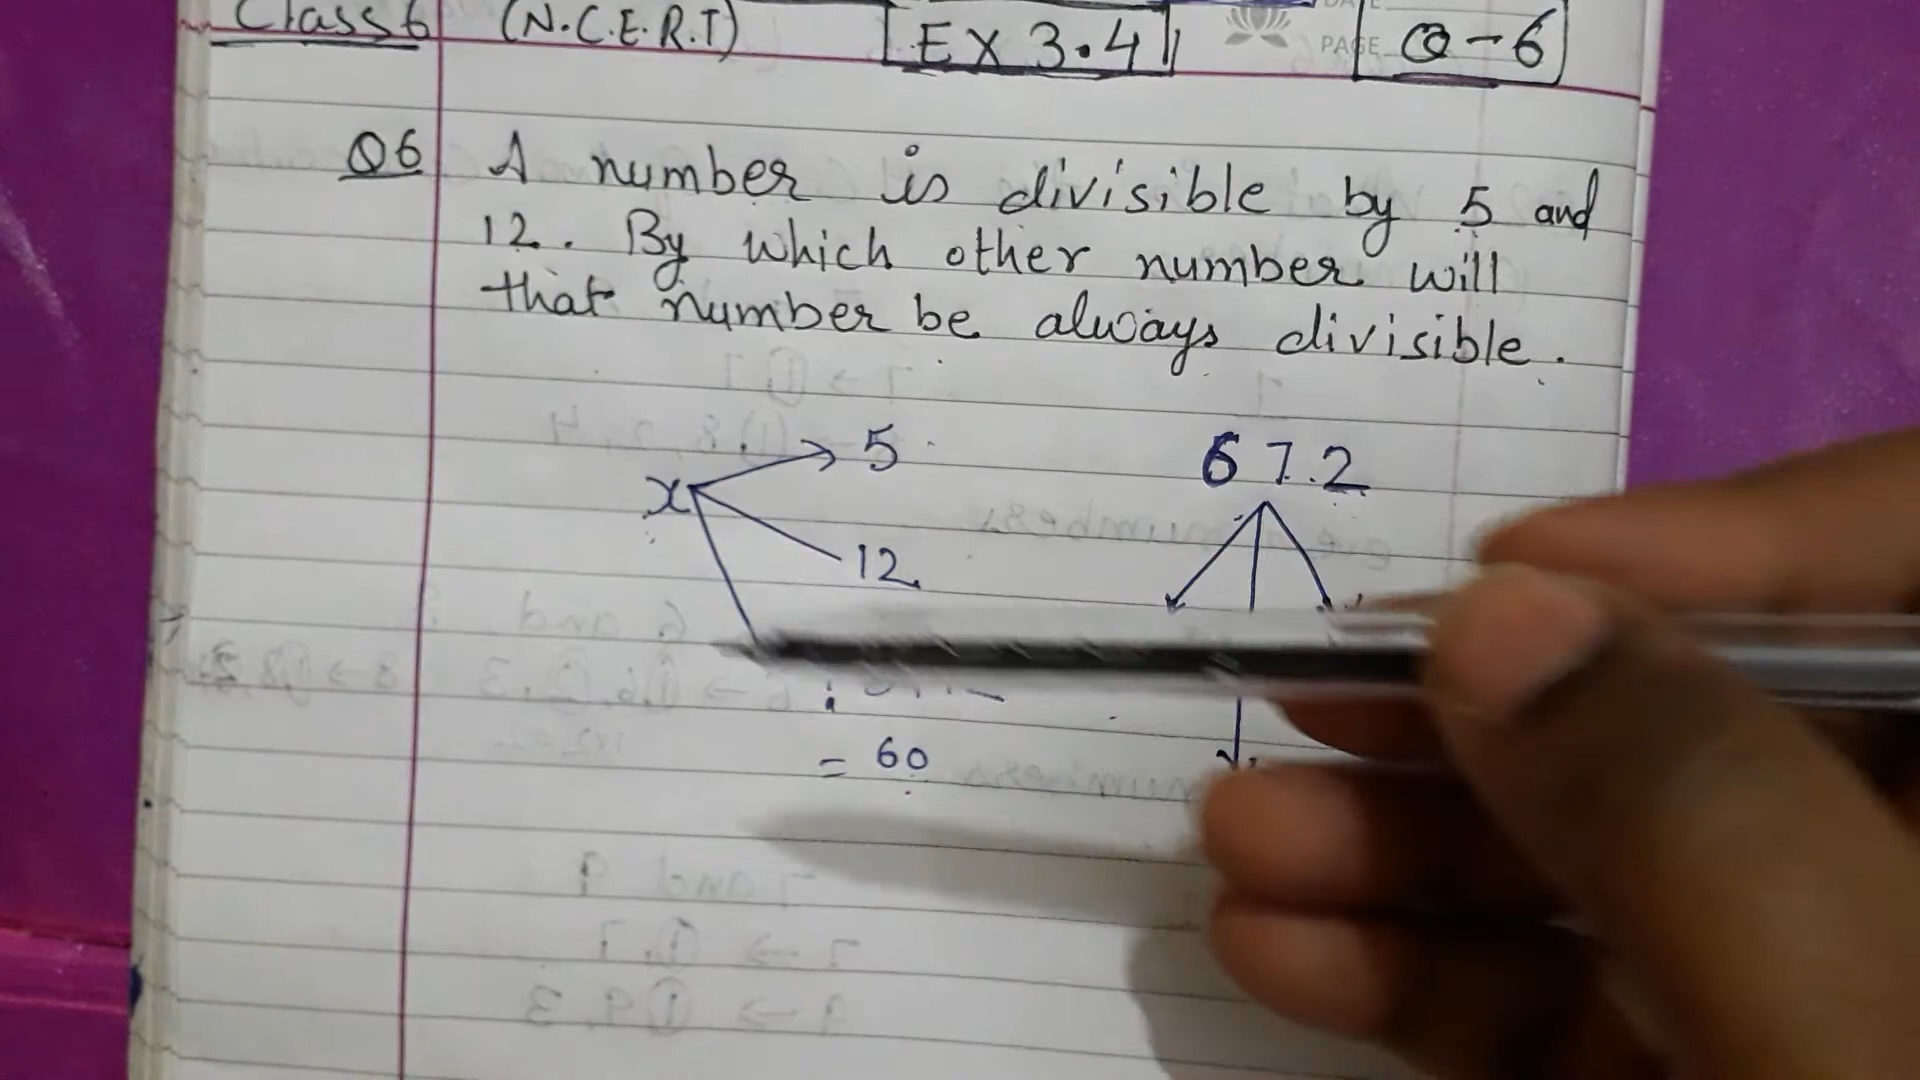 Class 6 (N.C.E.R.T) EX 3.4 PAGE Q-6
Q6 A number is divisible by 5 and
12. By which other number will
that number be always divisible.
x 5 672
12
= 60